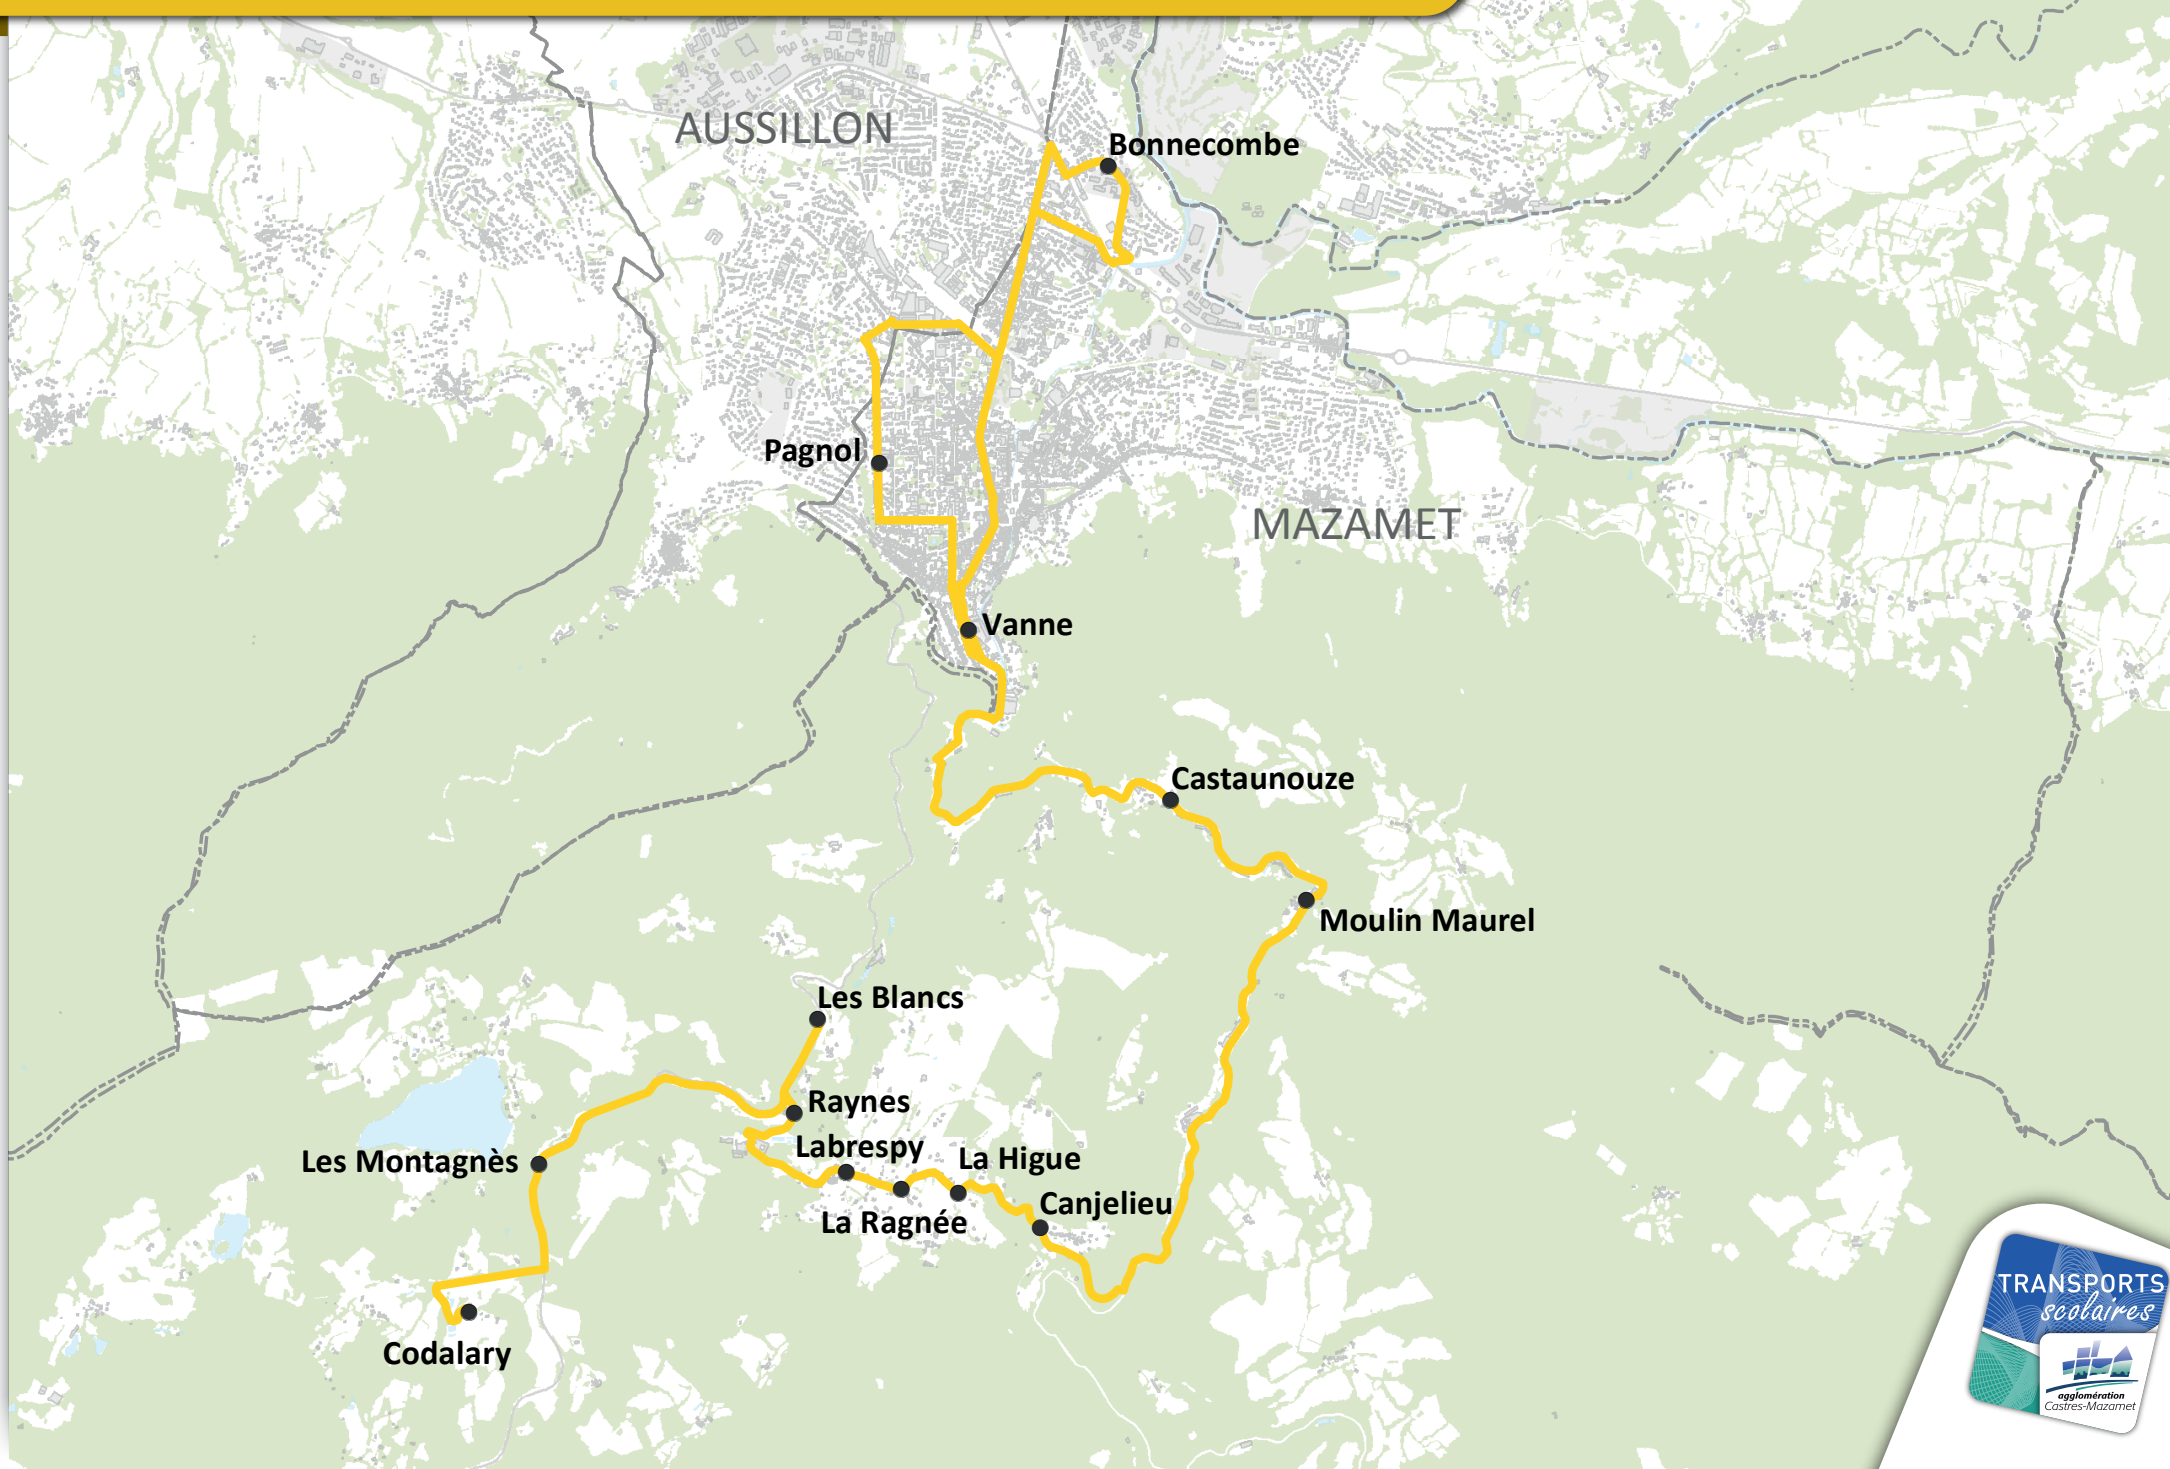 AUSSILLON
Bonnecombe
Pagnol
MAZAMET
Vanne
Castaunouze
Moulin Maurel
Les Blancs
Raynes
Labrespy
La Higue
Les Montagnès
Canjelieu
La Ragnée
Codalary
TRANSPORTS
scolaires
agglomération
Castres-Mazamet